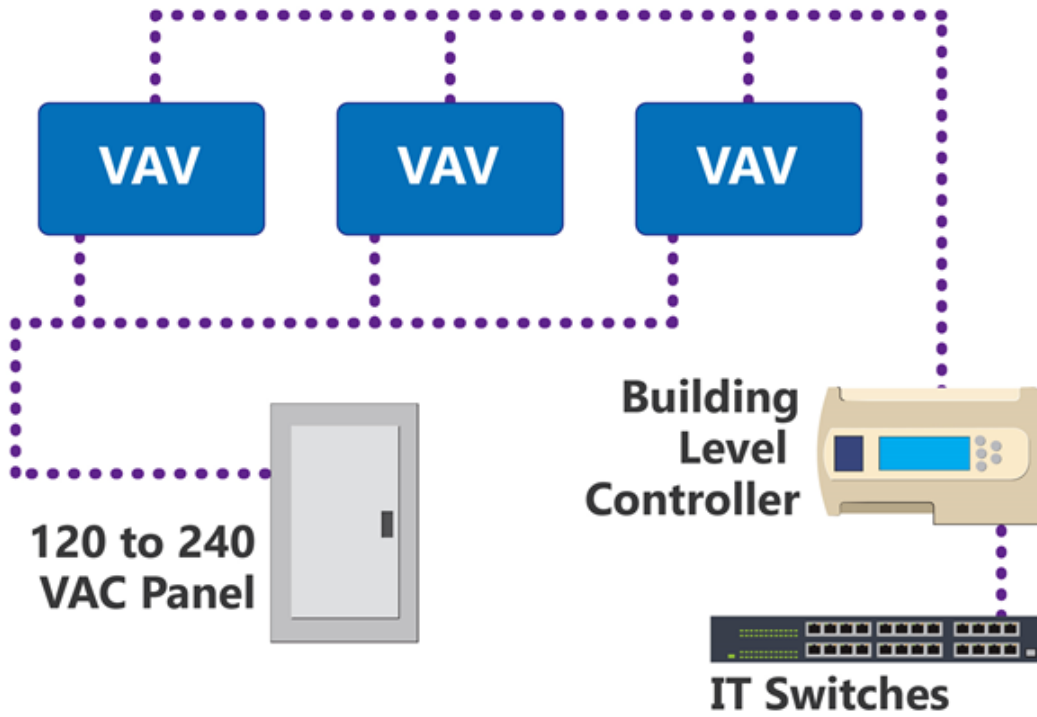 VAV
VAV
VAV
Building
Level
Controller
120 to 240
VAC Panel
IT Switches